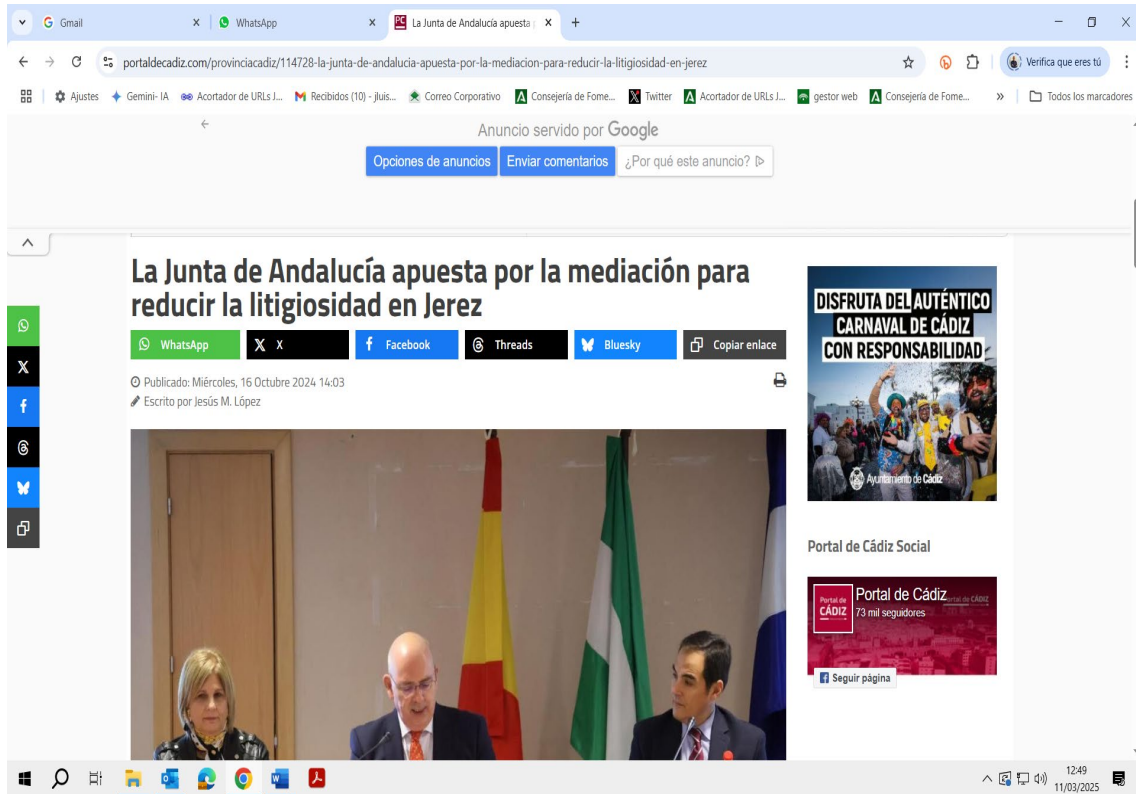 Gmail
WhatsApp
La Junta de Andalucía apuesta
portaldecadiz.com/provinciacadiz/114728-la-junta-de-andalucia-apuesta-por-la-mediacion-para-reducir-la-litigiosidad-en-jerez
Verifica que eres tú
Ajustes
Gemini- IA
Acortador de URLs J...
Recibidos (10) - jluis...
Correo Corporativo
Consejería de Fome...
Twitter
Acortador de URLs J...
gestor web
Consejería de Fome...
»
Todos los marcadores
Anuncio servido por Google
Opciones de anuncios
Enviar comentarios
¿Por qué este anuncio?
La Junta de Andalucía apuesta por la mediación para
reducir la litigiosidad en Jerez
WhatsApp
X
Facebook
Threads
Bluesky
Copiar enlace
Publicado: Miércoles, 16 Octubre 2024 14:03
Escrito por Jesús M. López
DISFRUTA DEL AUTÉNTICO
CARNAVAL DE CÁDIZ
CON RESPONSABILIDAD
Ayuntamiento de Cádiz
Portal de Cádiz Social
Portal de
CÁDIZ
Portal de Cádiz
73 mil seguidores
Seguir página
12:49
11/03/2025